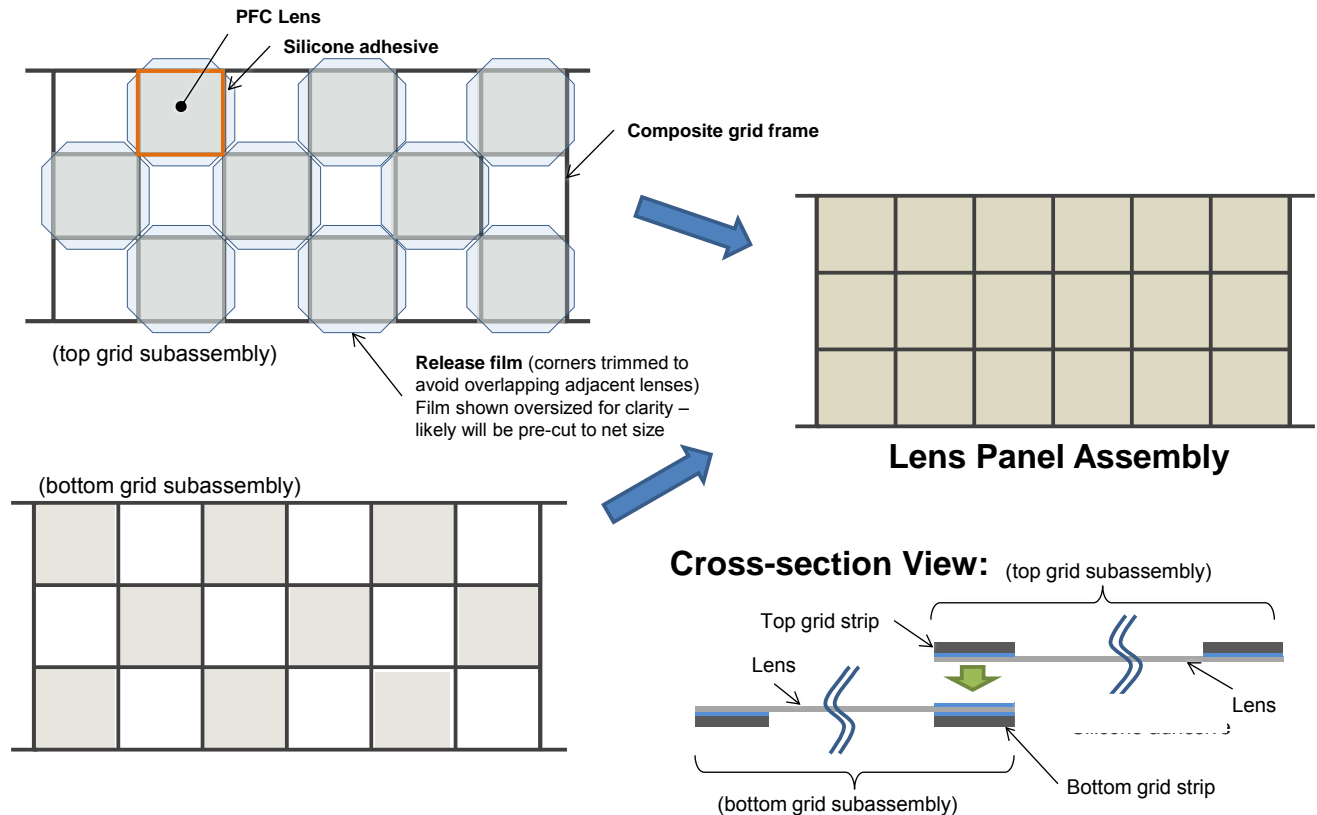 PFC Lens
Silicone adhesive
Composite grid frame
(top grid subassembly)
Release film (corners trimmed to
avoid overlapping adjacent lenses)
Film shown oversized for clarity –
likely will be pre-cut to net size
Lens Panel Assembly
(bottom grid subassembly)
Cross-section View:
(top grid subassembly)
Top grid strip
Lens
Lens
Bottom grid strip
(bottom grid subassembly)